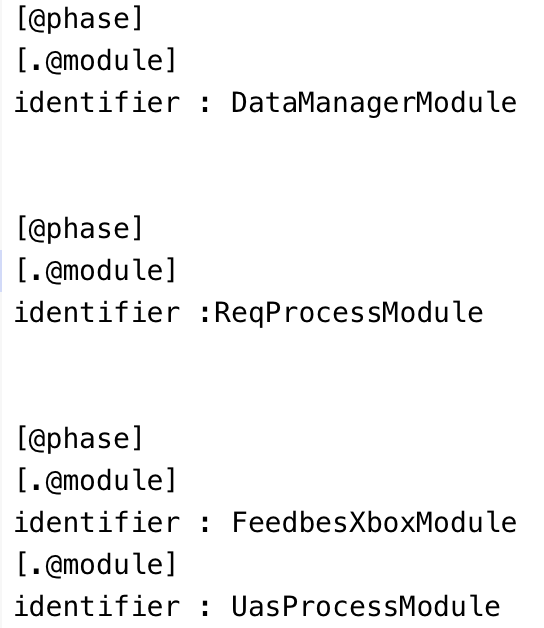 [@phase]
[.@module]
identifier : DataManagerModule
[@phase]
[.@module]
identifier :ReqProcessModule
[@phase]
[.@module]
identifier : FeedbesXboxModule
[.@module]
identifier : UasProcessModule